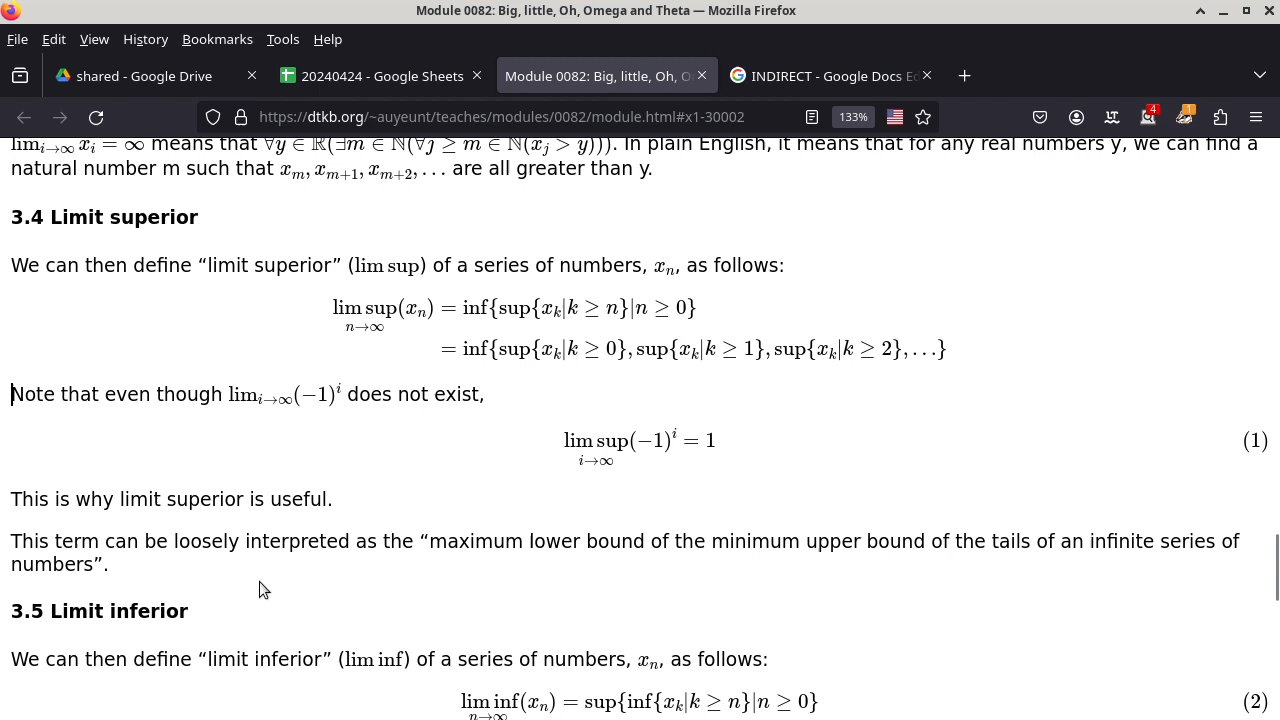 Module 0082: Big, little, Oh, Omega and Theta — Mozilla Firefox
File Edit View History Bookmarks Tools Help
shared - Google Drive 20240424 - Google Sheets Module 0082: Big, little, Oh, O INDIRECT - Google Docs Ed
https://dtkb.org/~auyeunt/teaches/modules/0082/module.html#x1-30002 133% 4 1
lim_{i→∞} x_i = ∞ means that ∀y ∈ ℝ(∃m ∈ ℕ(∀j ≥ m ∈ ℕ(x_j > y))). In plain English, it means that for any real numbers y, we can find a
natural number m such that x_m, x_{m+1}, x_{m+2}, … are all greater than y.
3.4 Limit superior
We can then define “limit superior” (lim sup) of a series of numbers, x_n, as follows:
lim sup_{n→∞}(x_n) = inf{sup{x_k|k ≥ n}|n ≥ 0}
= inf{sup{x_k|k ≥ 0}, sup{x_k|k ≥ 1}, sup{x_k|k ≥ 2}, …}
Note that even though lim_{i→∞}(−1)^i does not exist,
lim sup_{i→∞}(−1)^i = 1 (1)
This is why limit superior is useful.
This term can be loosely interpreted as the “maximum lower bound of the minimum upper bound of the tails of an infinite series of
numbers”.
3.5 Limit inferior
We can then define “limit inferior” (lim inf) of a series of numbers, x_n, as follows:
lim inf_{n→∞}(x_n) = sup{inf{x_k|k ≥ n}|n ≥ 0} (2)